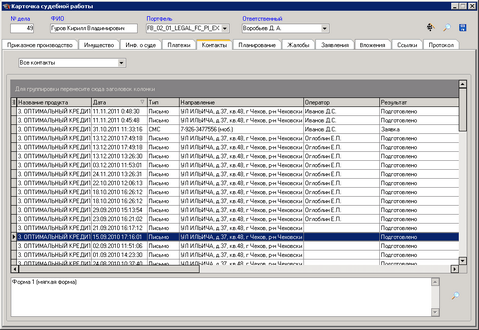 Карточка судебной работы
№ дела ФИО Портфель Ответственный
49 Гуров Кирилл Владимирович F8_02_01_LEGAL_FC_PI_EX Воробьев Д. А.
Приказное производство Имущество Инф. о суде Платежи Контакты Планирование Жалобы Заявления Вложения Ссылки Протокол
Все контакты
Для группировки перенесите сюда заголовок колонки
Название продукта Дата Тип Направление Оператор Результат
3. ОПТИМАЛЬНЫЙ КРЕДИТ 11.11.2011 0:48:30 Письмо УЛ ИЛЬИЧА, д.37, кв.48, г Чехов, р-н Чеховски Иванов Д.С. Подготовлено
3. ОПТИМАЛЬНЫЙ КРЕДИТ 11.11.2011 0:45:48 Письмо УЛ ИЛЬИЧА, д.37, кв.48, г Чехов, р-н Чеховски Иванов Д.С. Подготовлено
3. ОПТИМАЛЬНЫЙ КРЕДИТ 31.10.2011 11:33:16 СМС 7-926-3477556 (моб.) Иванов Д.С. Заявка
3. ОПТИМАЛЬНЫЙ КРЕДИТ 13.12.2010 17:49:18 Письмо УЛ ИЛЬИЧА, д.37, кв.48, г Чехов, р-н Чеховски Оглоблин Е.П. Подготовлено
3. ОПТИМАЛЬНЫЙ КРЕДИТ 13.12.2010 17:49:18 Письмо УЛ ИЛЬИЧА, д.37, кв.48, г Чехов, р-н Чеховски Оглоблин Е.П. Подготовлено
3. ОПТИМАЛЬНЫЙ КРЕДИТ 13.12.2010 13:26:30 Письмо УЛ ИЛЬИЧА, д.37, кв.48, г Чехов, р-н Чеховски Оглоблин Е.П. Подготовлено
3. ОПТИМАЛЬНЫЙ КРЕДИТ 03.12.2010 11:53:01 Письмо УЛ ИЛЬИЧА, д.37, кв.48, г Чехов, р-н Чеховски Оглоблин Е.П. Подготовлено
3. ОПТИМАЛЬНЫЙ КРЕДИТ 24.11.2010 13:26:31 Письмо УЛ ИЛЬИЧА, д.37, кв.48, г Чехов, р-н Чеховски Оглоблин Е.П. Подготовлено
3. ОПТИМАЛЬНЫЙ КРЕДИТ 22.10.2010 12:06:13 Письмо УЛ ИЛЬИЧА, д.37, кв.48, г Чехов, р-н Чеховски Оглоблин Е.П. Подготовлено
3. ОПТИМАЛЬНЫЙ КРЕДИТ 18.10.2010 16:26:12 Письмо УЛ ИЛЬИЧА, д.37, кв.48, г Чехов, р-н Чеховски Оглоблин Е.П. Подготовлено
3. ОПТИМАЛЬНЫЙ КРЕДИТ 18.10.2010 16:26:12 Письмо УЛ ИЛЬИЧА, д.37, кв.48, г Чехов, р-н Чеховски Оглоблин Е.П. Подготовлено
3. ОПТИМАЛЬНЫЙ КРЕДИТ 29.09.2010 15:13:54 Письмо УЛ ИЛЬИЧА, д.37, кв.48, г Чехов, р-н Чеховски Оглоблин Е.П. Подготовлено
3. ОПТИМАЛЬНЫЙ КРЕДИТ 23.09.2010 16:21:02 Письмо УЛ ИЛЬИЧА, д.37, кв.48, г Чехов, р-н Чеховски Оглоблин Е.П. Подготовлено
3. ОПТИМАЛЬНЫЙ КРЕДИТ 21.09.2010 16:17:12 Письмо УЛ ИЛЬИЧА, д.37, кв.48, г Чехов, р-н Чеховски Подготовлено
3. ОПТИМАЛЬНЫЙ КРЕДИТ 15.09.2010 17:16:01 Письмо УЛ ИЛЬИЧА, д.37, кв.48, г Чехов, р-н Чеховски Подготовлено
3. ОПТИМАЛЬНЫЙ КРЕДИТ 02.09.2010 11:51:06 Письмо УЛ ИЛЬИЧА, д.37, кв.48, г Чехов, р-н Чеховски Подготовлено
3. ОПТИМАЛЬНЫЙ КРЕДИТ 01.09.2010 14:23:30 Письмо УЛ ИЛЬИЧА, д.37, кв.48, г Чехов, р-н Чеховски Подготовлено
3. ОПТИМАЛЬНЫЙ КРЕДИТ 24.08.2010 10:37:40 Письмо УЛ ИЛЬИЧА, д.37, кв.48, г Чехов, р-н Чеховски Подготовлено
Форма 1 (мягкая форма)